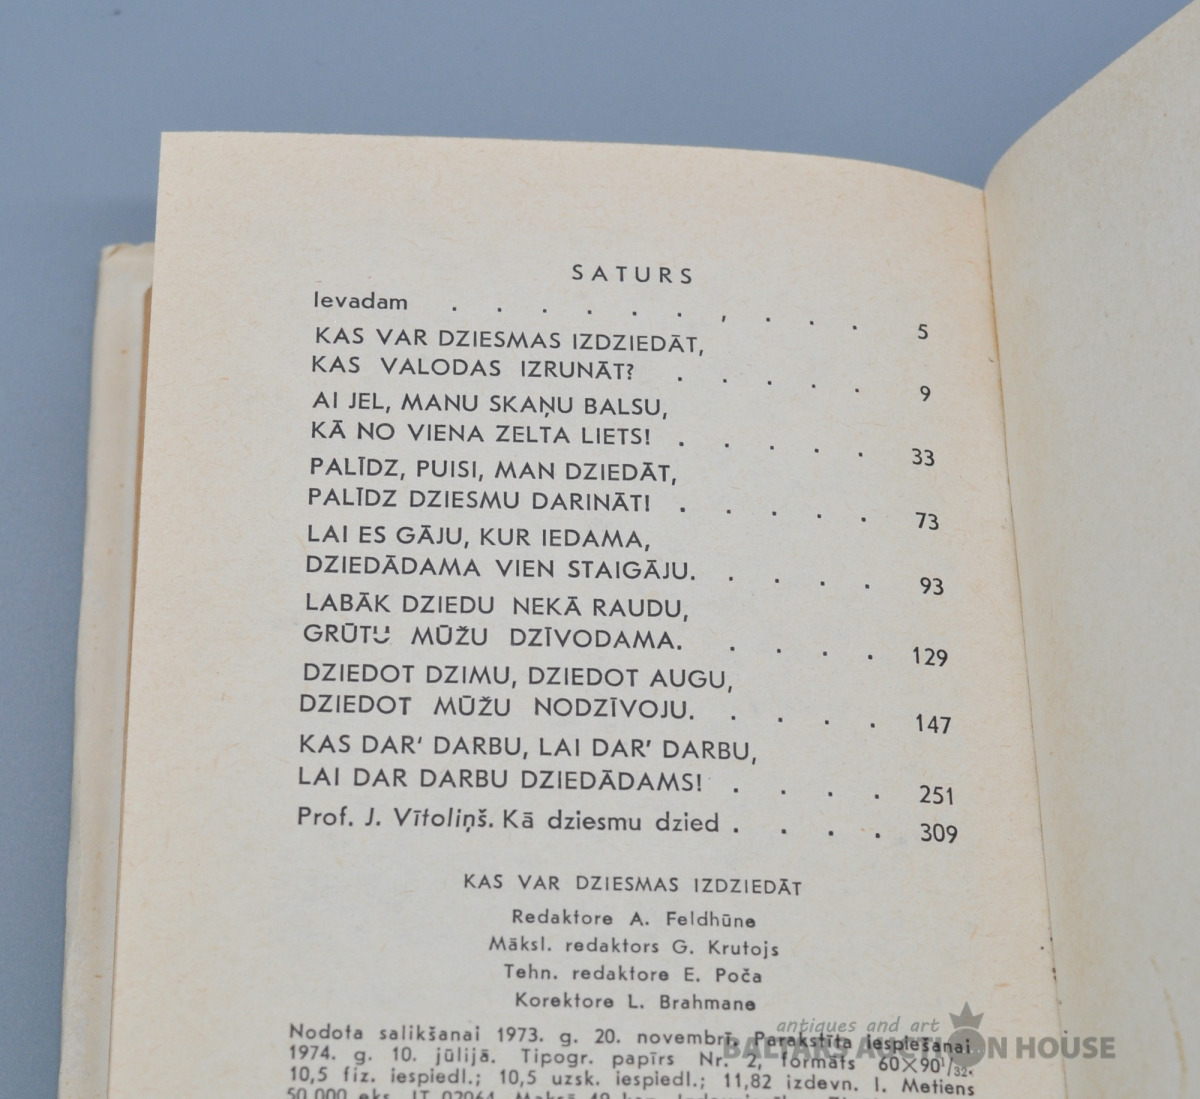 SATURS
Ievadam . . . . . . , . . . 5
KAS VAR DZIESMAS IZDZIEDĀT,
KAS VALODAS IZRUNĀT? . . . . . 9
AI JEL, MANU SKAŅU BALSU,
KĀ NO VIENA ZELTA LIETS! . . . . . 33
PALĪDZ, PUISI, MAN DZIEDĀT,
PALĪDZ DZIESMU DARINĀT! . . . . . 73
LAI ES GĀJU, KUR IEDAMA,
DZIEDĀDAMA VIEN STAIGĀJU. . . . . 93
LABĀK DZIEDU NEKĀ RAUDU,
GRŪTU MŪŽU DZĪVODAMA. . . . . 129
DZIEDOT DZIMU, DZIEDOT AUGU,
DZIEDOT MŪŽU NODZĪVOJU. . . . . 147
KAS DAR' DARBU, LAI DAR' DARBU,
LAI DAR DARBU DZIEDĀDAMS! . . . . 251
Prof. J. Vītoliņš. Kā dziesmu dzied . . . . 309
KAS VAR DZIESMAS IZDZIEDĀT
Redaktore A. Feldhūne
Māksl. redaktors G. Krutojs
Tehn. redaktore E. Poča
Korektore L. Brahmane
Nodota salikšanai 1973. g. 20. novembrī. Parakstīta iespiešanai
1974. g. 10. jūlijā. Tipogr. papīrs Nr. 2, formāts 60×90¹/₃₂.
10,5 fiz. iespiedl.; 10,5 uzsk. iespiedl.; 11,82 izdevn. l. Metiens
50 000 eks.
antiques and art
BALTARS AUCTION HOUSE